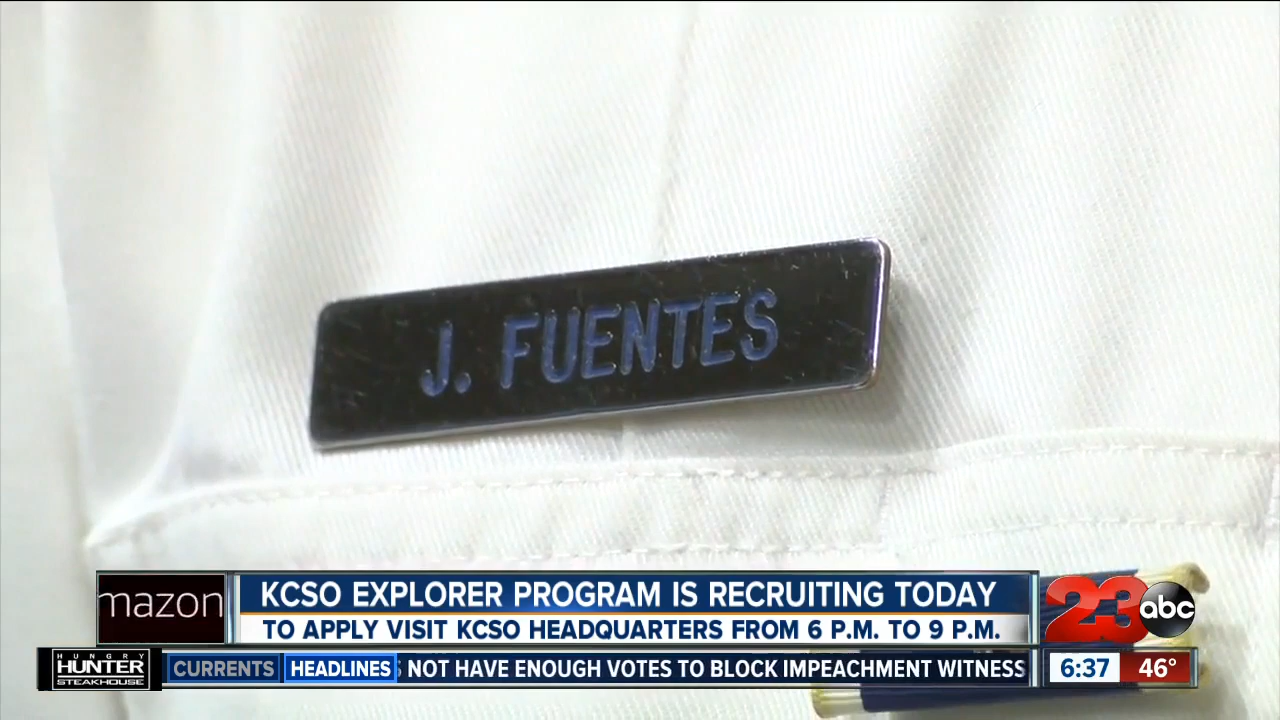 J. FUENTES
mazon
KCSO EXPLORER PROGRAM IS RECRUITING TODAY
TO APPLY VISIT KCSO HEADQUARTERS FROM 6 P.M. TO 9 P.M.
23 abc
HUNGRY
HUNTER
STEAKHOUSE
CURRENTS HEADLINES S NOT HAVE ENOUGH VOTES TO BLOCK IMPEACHMENT WITNESS
6:37 46°